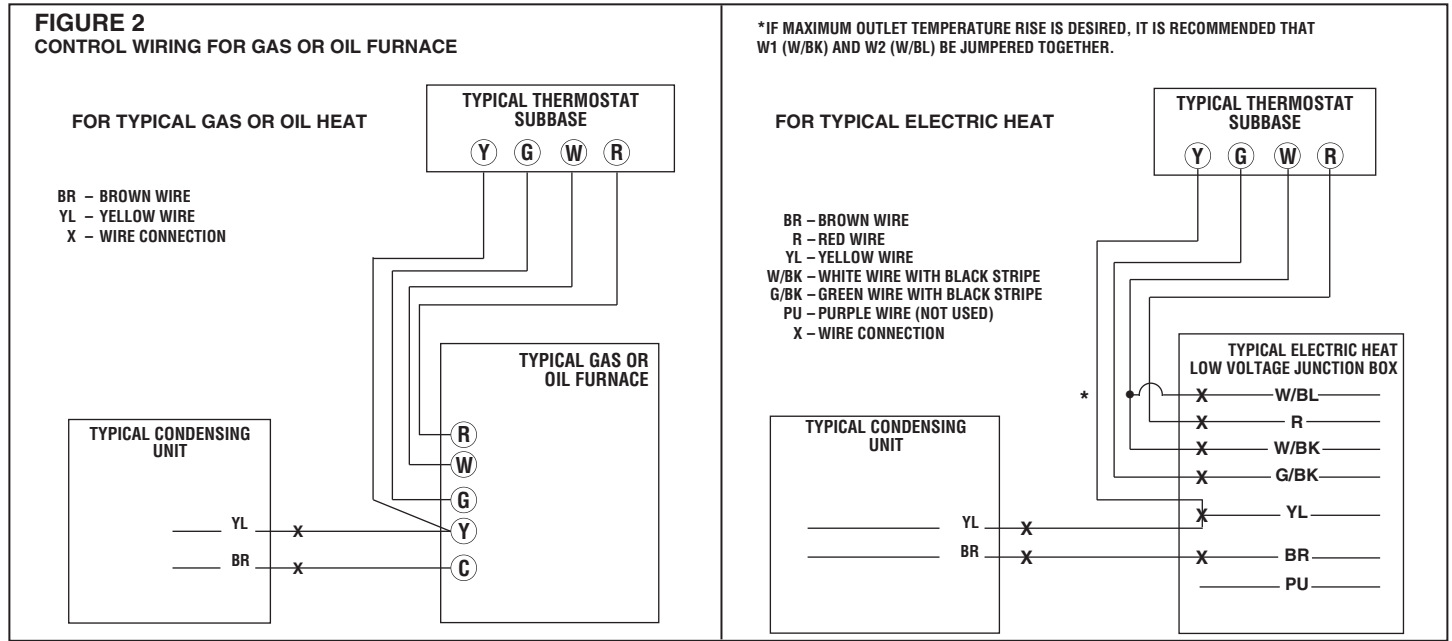 FIGURE 2
CONTROL WIRING FOR GAS OR OIL FURNACE
FOR TYPICAL GAS OR OIL HEAT
TYPICAL THERMOSTAT
SUBBASE
Y G W R
BR – BROWN WIRE
YL – YELLOW WIRE
X – WIRE CONNECTION
TYPICAL GAS OR
OIL FURNACE
R
W
G
Y
C
TYPICAL CONDENSING
UNIT
YL X
BR X
*IF MAXIMUM OUTLET TEMPERATURE RISE IS DESIRED, IT IS RECOMMENDED THAT
W1 (W/BK) AND W2 (W/BL) BE JUMPERED TOGETHER.
FOR TYPICAL ELECTRIC HEAT
TYPICAL THERMOSTAT
SUBBASE
Y G W R
BR – BROWN WIRE
R – RED WIRE
YL – YELLOW WIRE
W/BK – WHITE WIRE WITH BLACK STRIPE
G/BK – GREEN WIRE WITH BLACK STRIPE
PU – PURPLE WIRE (NOT USED)
X – WIRE CONNECTION
TYPICAL ELECTRIC HEAT
LOW VOLTAGE JUNCTION BOX
* X W/BL
X R
X W/BK
X G/BK
X YL
X BR
PU
TYPICAL CONDENSING
UNIT
YL X
BR X